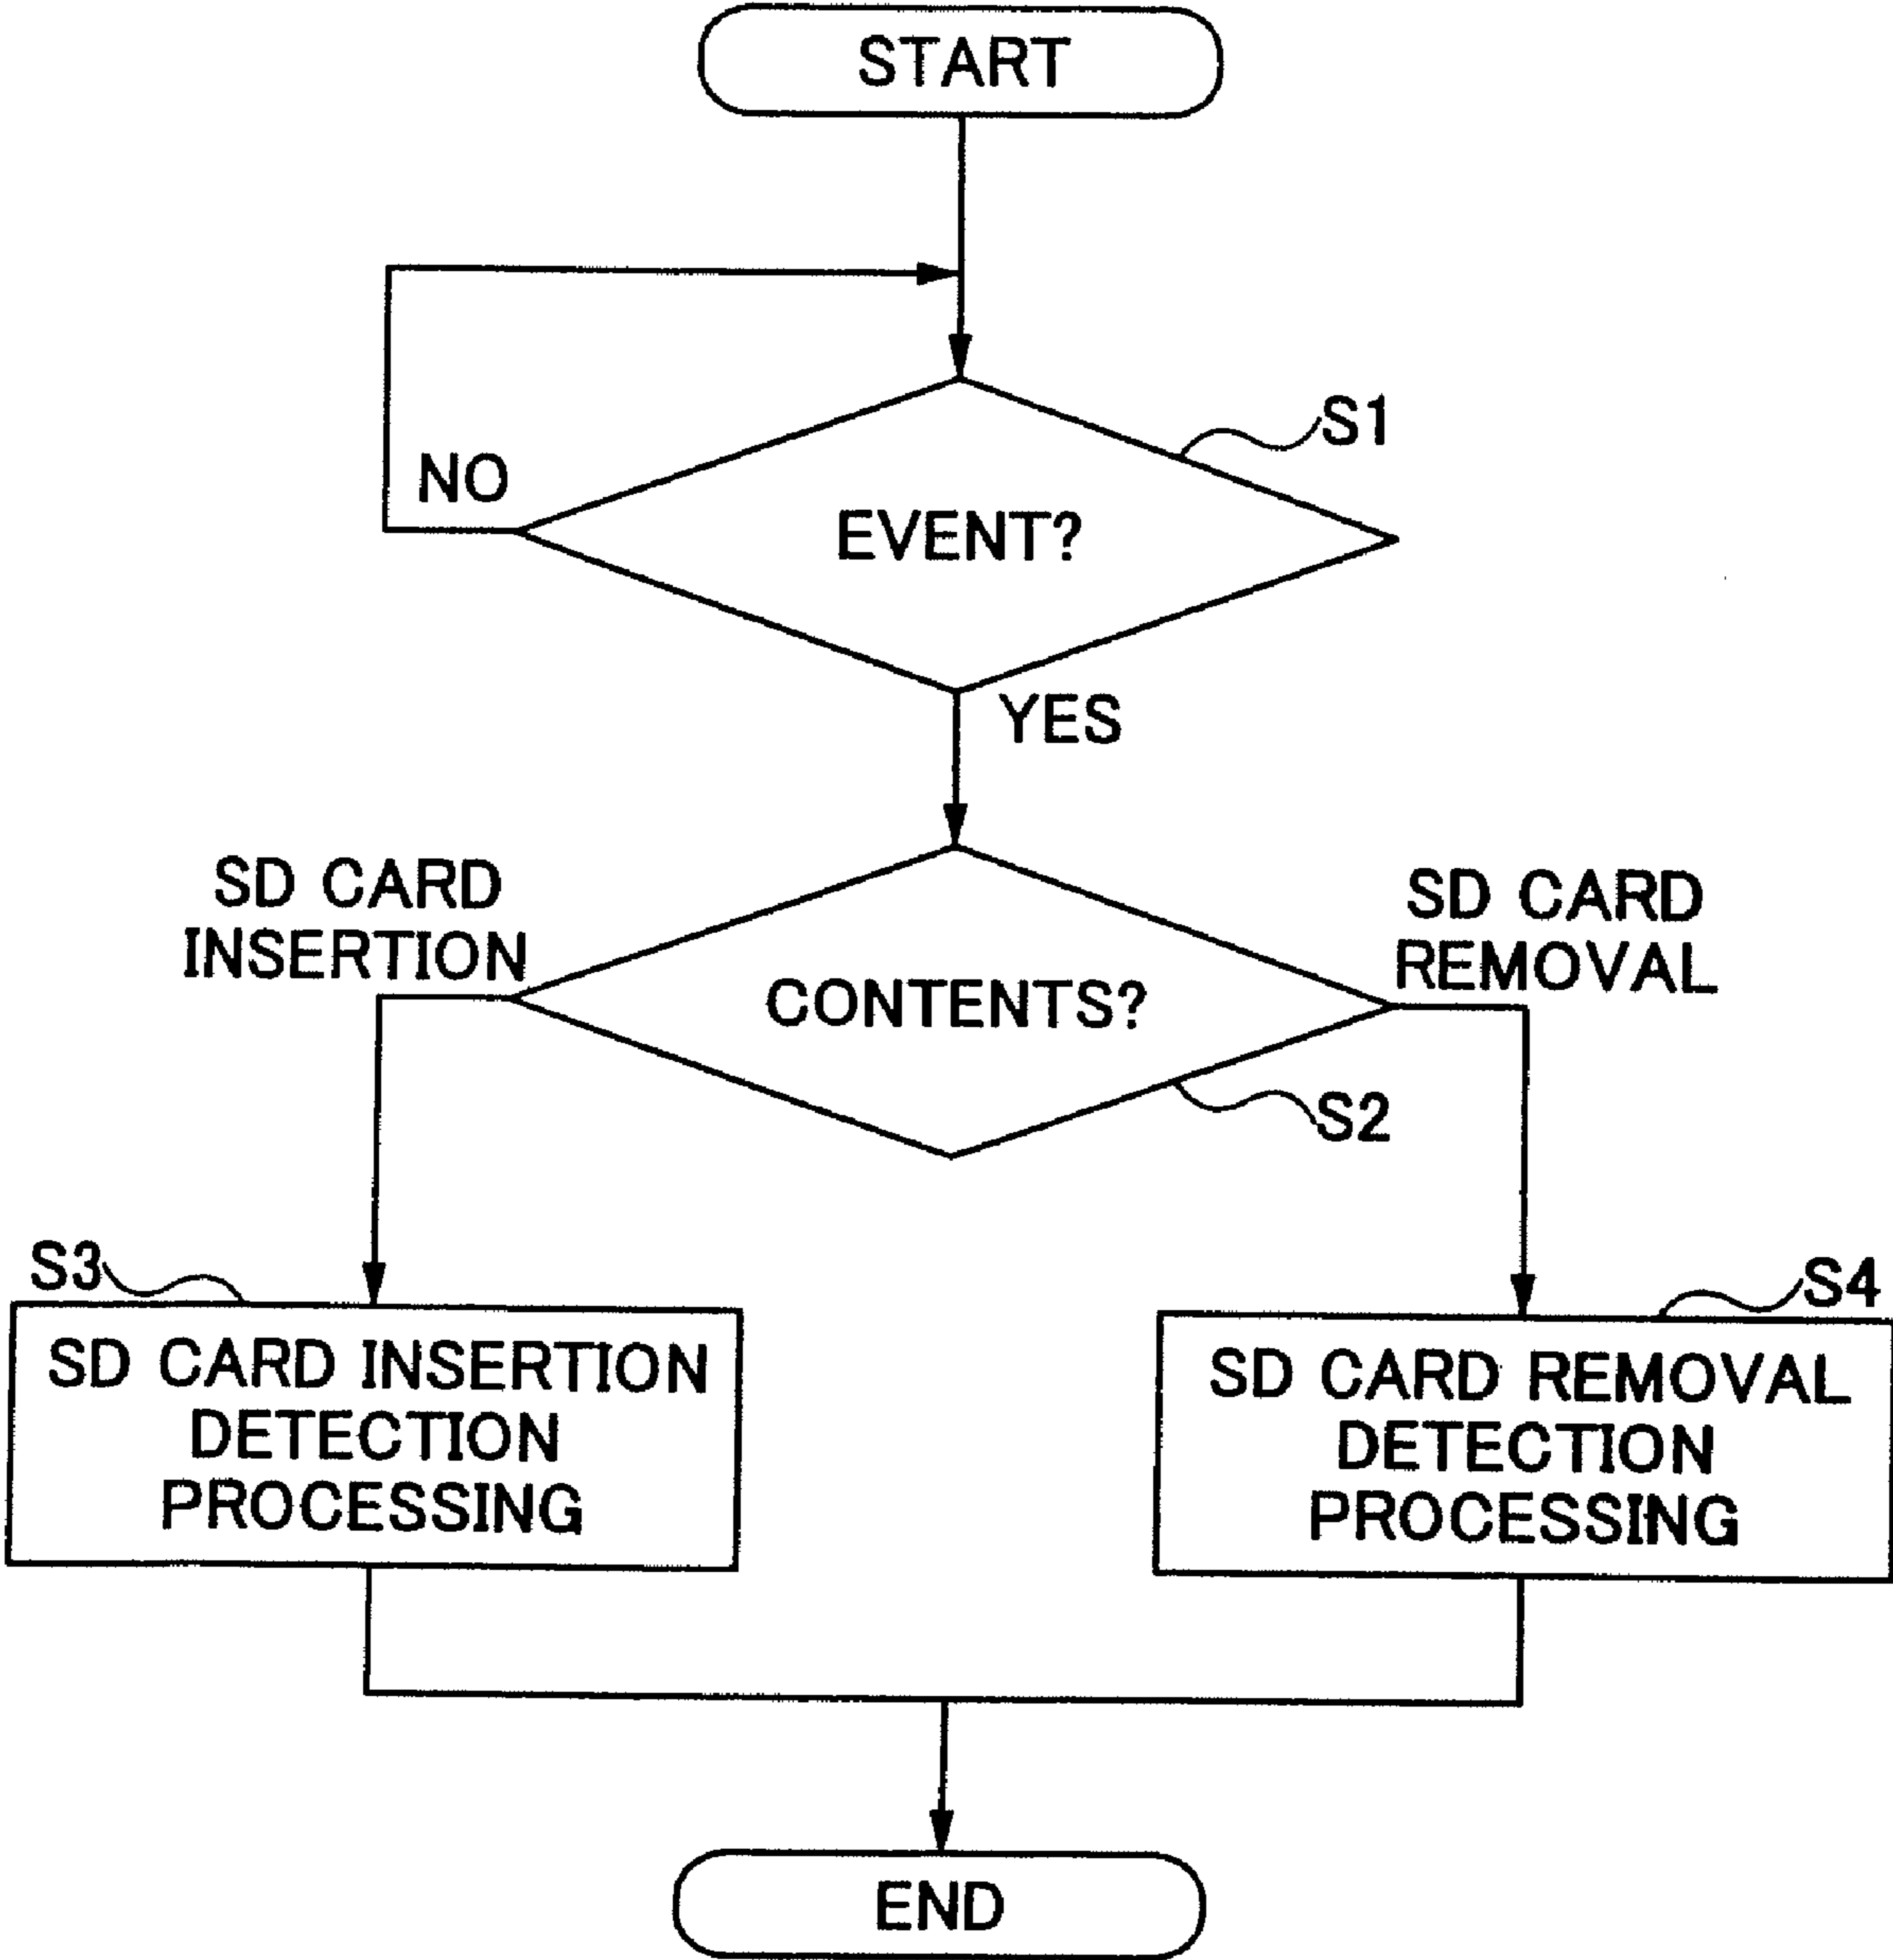 START
S1
NO
EVENT?
YES
SD CARD
INSERTION
SD CARD
REMOVAL
CONTENTS?
S2
S3
SD CARD INSERTION
DETECTION
PROCESSING
S4
SD CARD REMOVAL
DETECTION
PROCESSING
END